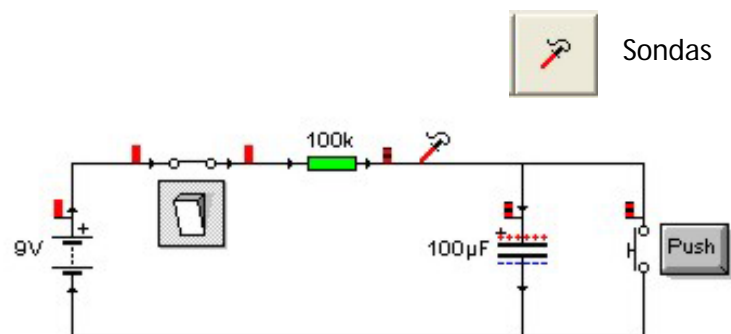 Sondas
100k
+
9V
+
100µF
Push